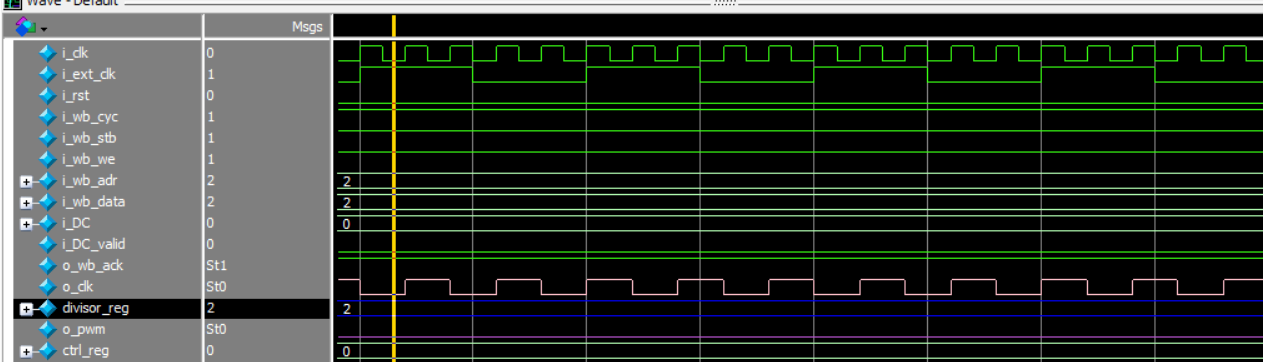 Wave - Default
Msgs
i_clk 0
i_ext_clk 1
i_rst 0
i_wb_cyc 1
i_wb_stb 1
i_wb_we 1
i_wb_adr 2 2
i_wb_data 2 2
i_DC 0 0
i_DC_valid 0
o_wb_ack St1
o_clk St0
divisor_reg 2 2
o_pwm St0
ctrl_reg 0 0